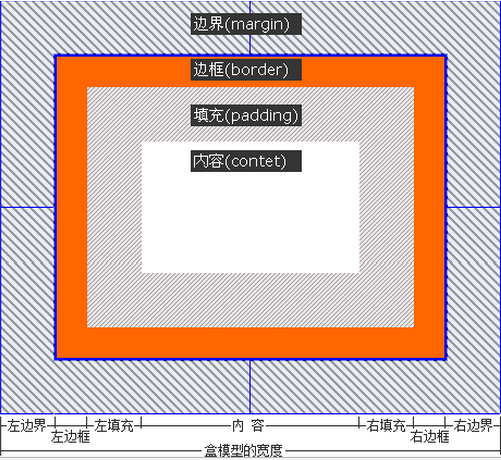 边界(margin)
边框(border)
填充(padding)
内容(contet)
左边界 左填充 内 容 右填充 右边界
左边框 右边框
盒模型的宽度